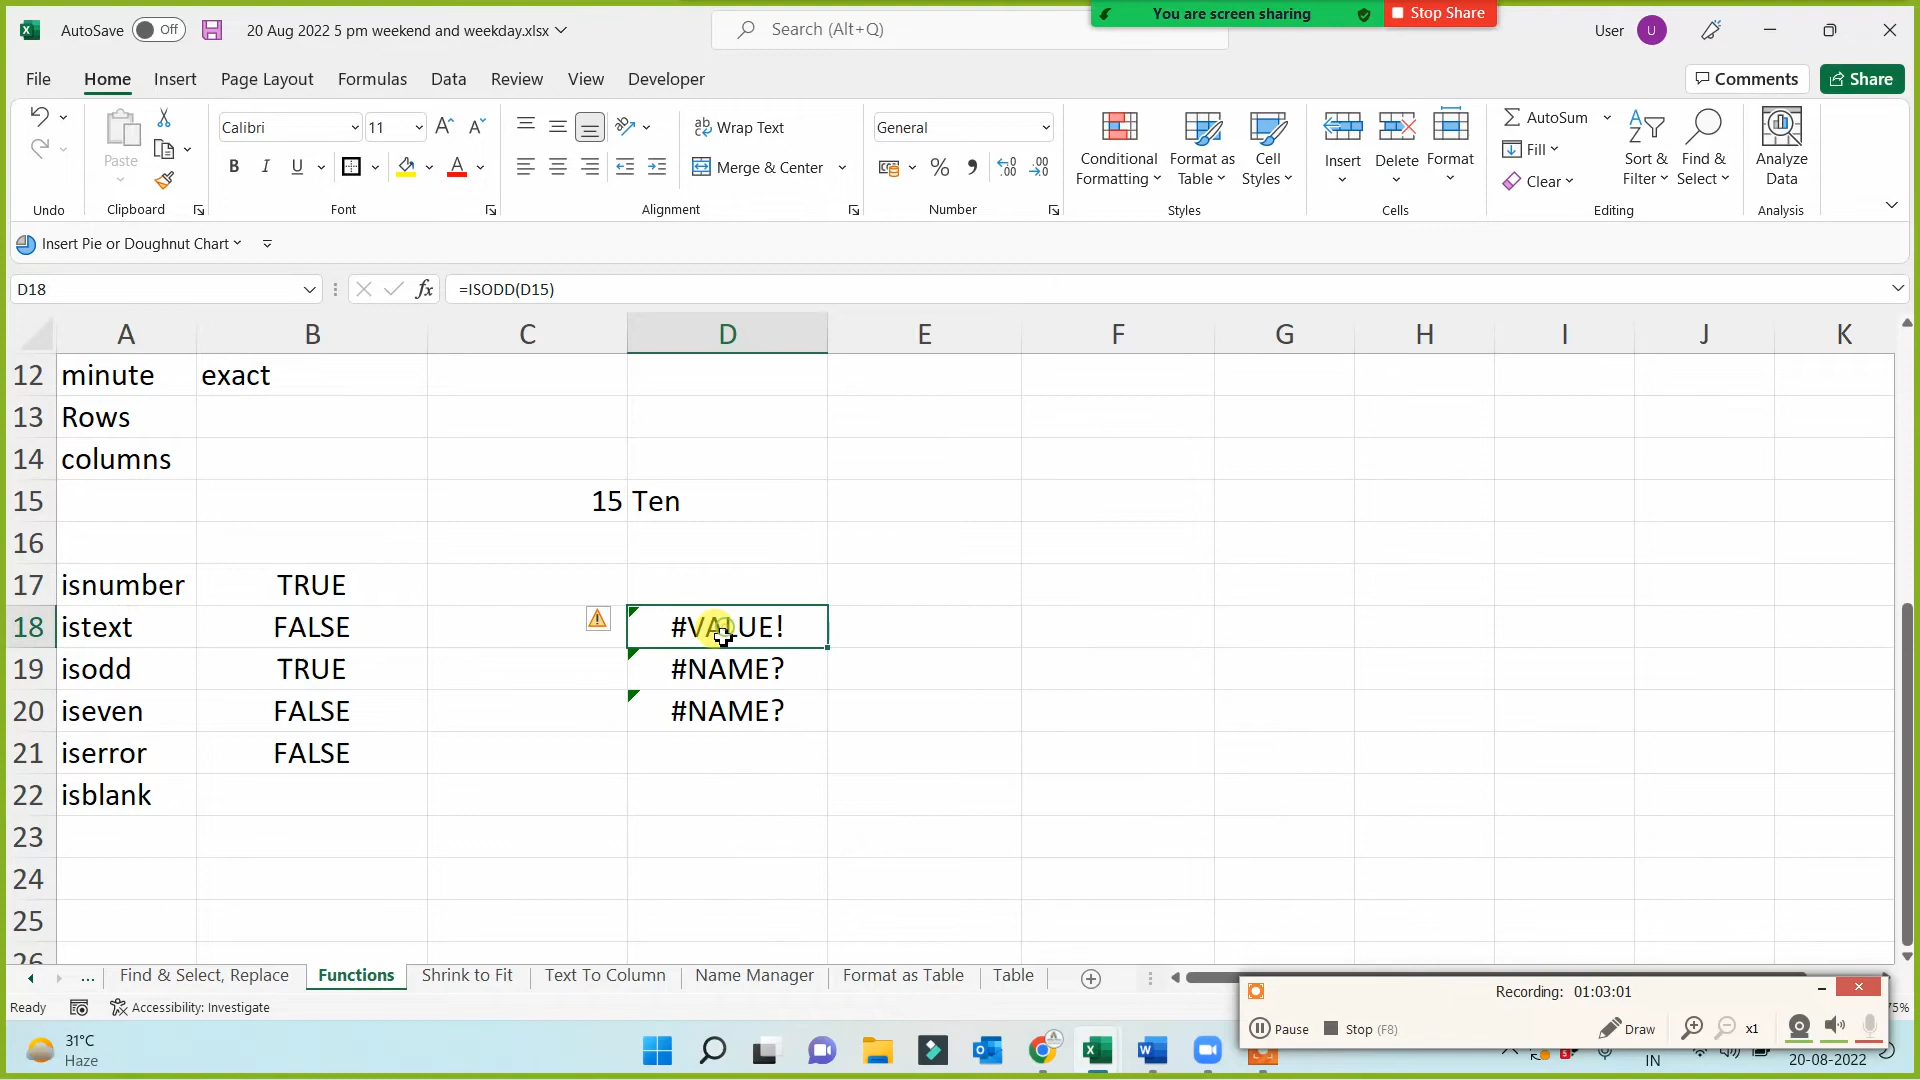 You are screen sharing
Stop Share
AutoSave Off 20 Aug 2022 5 pm weekend and weekday.xlsx Search (Alt+Q) User U
File Home Insert Page Layout Formulas Data Review View Developer Comments Share
Paste Calibri 11 Wrap Text General Conditional Formatting Format as Table Cell Styles Insert Delete Format AutoSum Sort & Filter Find & Select Analyze Data
B I U Merge & Center Fill
Clear
Undo Clipboard Font Alignment Number Styles Cells Editing Analysis
Insert Pie or Doughnut Chart
D18 fx =ISODD(D15)
A B C D E F G H I J K
12 minute exact
13 Rows
14 columns
15 15 Ten
16
17 isnumber TRUE
18 istext FALSE #VALUE!
19 isodd TRUE #NAME?
20 iseven FALSE #NAME?
21 iserror FALSE
22 isblank
23
24
25
26
... Find & Select, Replace Functions Shrink to Fit Text To Column Name Manager Format as Table Table
Ready Accessibility: Investigate
Recording: 01:03:01
Pause Stop (F8) Draw x1
31°C
Haze
IN
20-08-2022